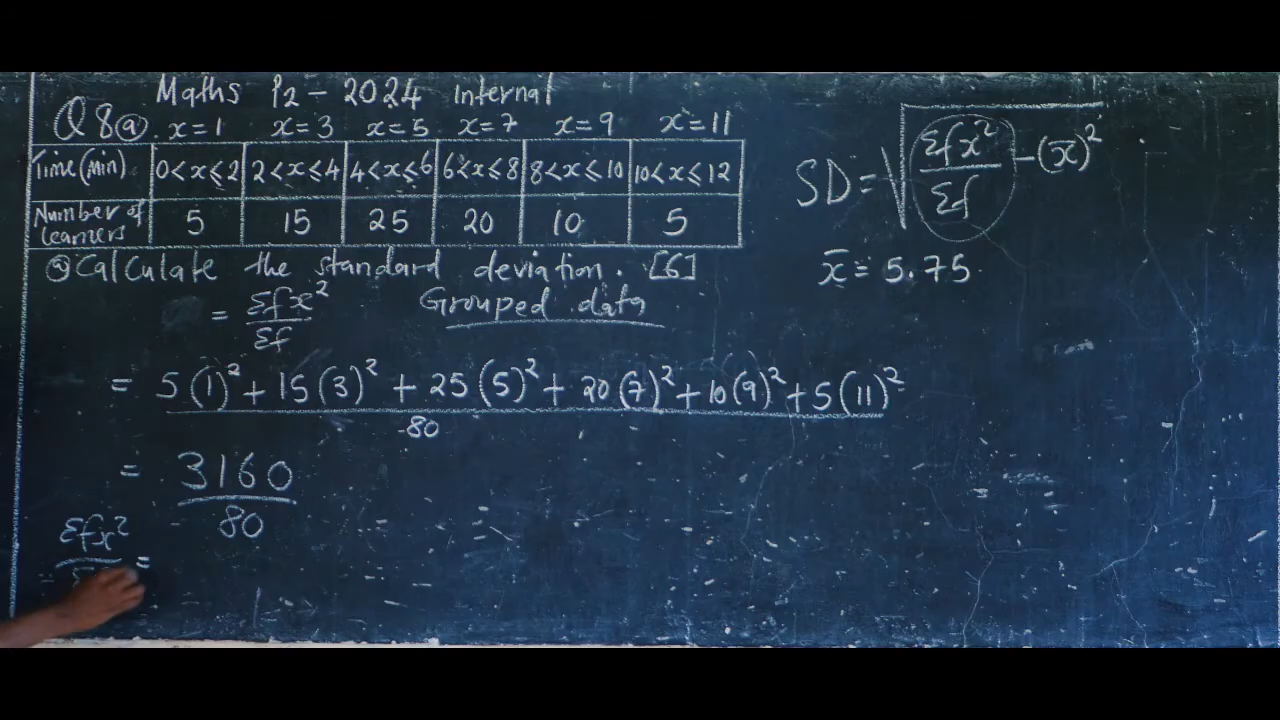 Maths P2 - 2024 internal
Q8ⓐ. x=1 x=3 x=5 x=7 x=9 x=11
Time (Min) 0<x≤2 2<x≤4 4<x≤6 6<x≤8 8<x≤10 10<x≤12
Number of learners 5 15 25 20 10 5
ⓐ Calculate the standard deviation. [6]
= Σfx²/Σf Grouped data
= 5(1)² + 15(3)² + 25(5)² + 20(7)² + 10(9)² + 5(11)²
80
= 3160
80
Σfx²
=
SD = √ Σfx²/Σf - (x̄)²
x̄ = 5.75